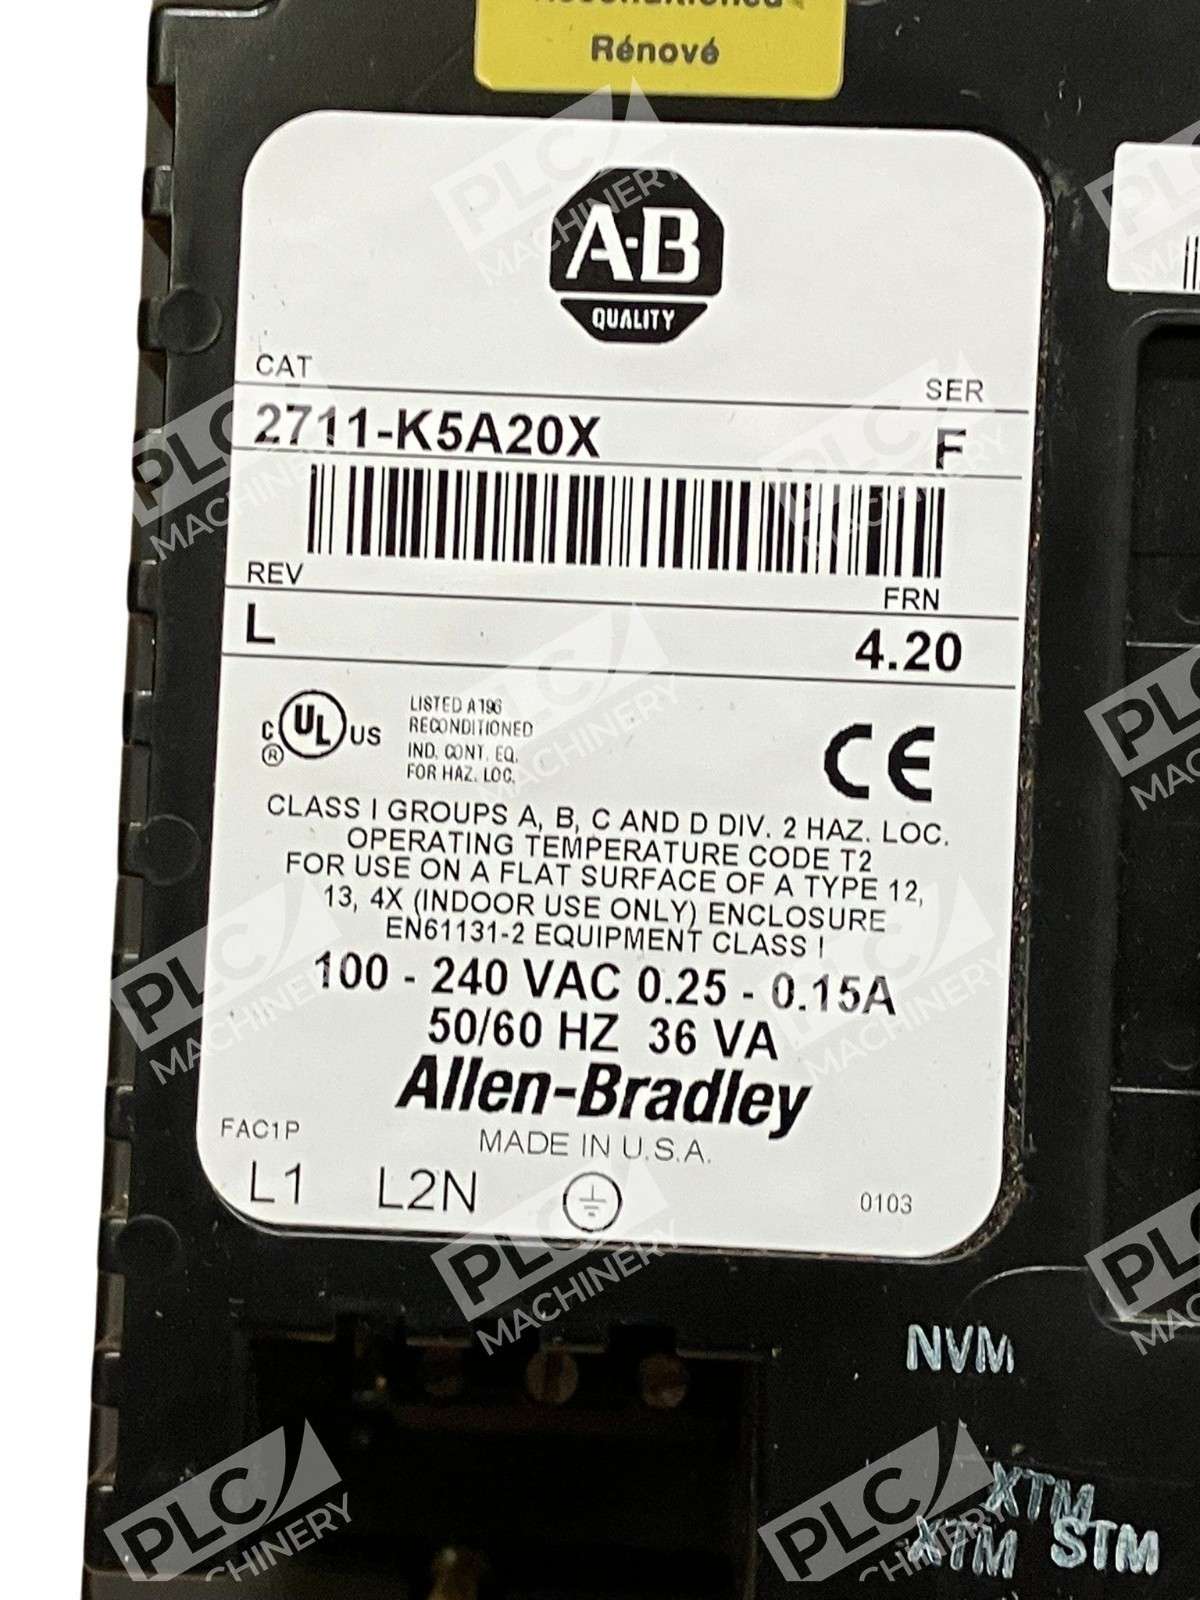 Rénové
A-B
QUALITY
CAT
SER
2711-K5A20X
F
REV
FRN
L
4.20
C UL US
®
LISTED A196
RECONDITIONED
IND. CONT. EQ.
FOR HAZ. LOC.
CE
CLASS I GROUPS A, B, C AND D DIV. 2 HAZ. LOC.
OPERATING TEMPERATURE CODE T2
FOR USE ON A FLAT SURFACE OF A TYPE 12,
13, 4X (INDOOR USE ONLY) ENCLOSURE
EN61131-2 EQUIPMENT CLASS I
100 - 240 VAC 0.25 - 0.15A
50/60 HZ 36 VA
Allen-Bradley
MADE IN U.S.A.
FAC1P
L1 L2N
0103
NVM
XTM
XTM STM
PLC MACHINERY